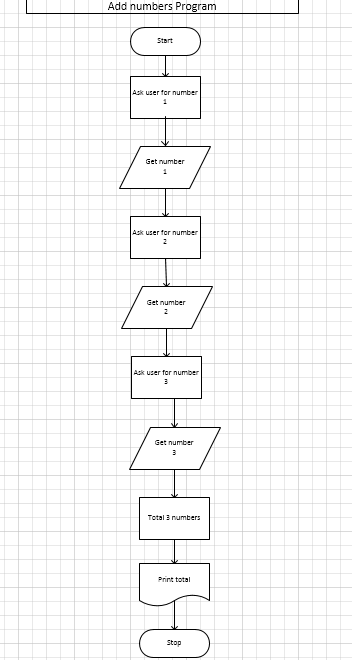 Add numbers Program
Start
Ask user for number
1
Get number
1
Ask user for number
2
Get number
2
Ask user for number
3
Get number
3
Total 3 numbers
Print total
Stop